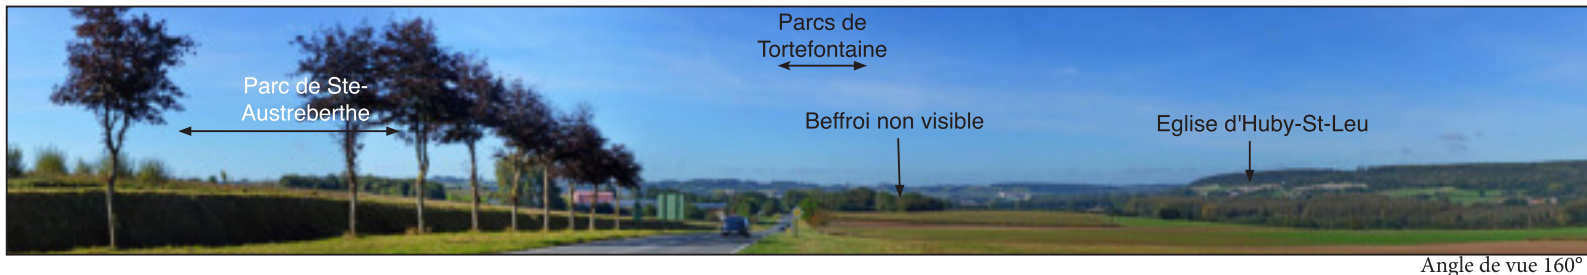 Parcs de
Tortefontaine
Parc de Ste-
Austreberthe
Beffroi non visible
Eglise d'Huby-St-Leu
Angle de vue 160°